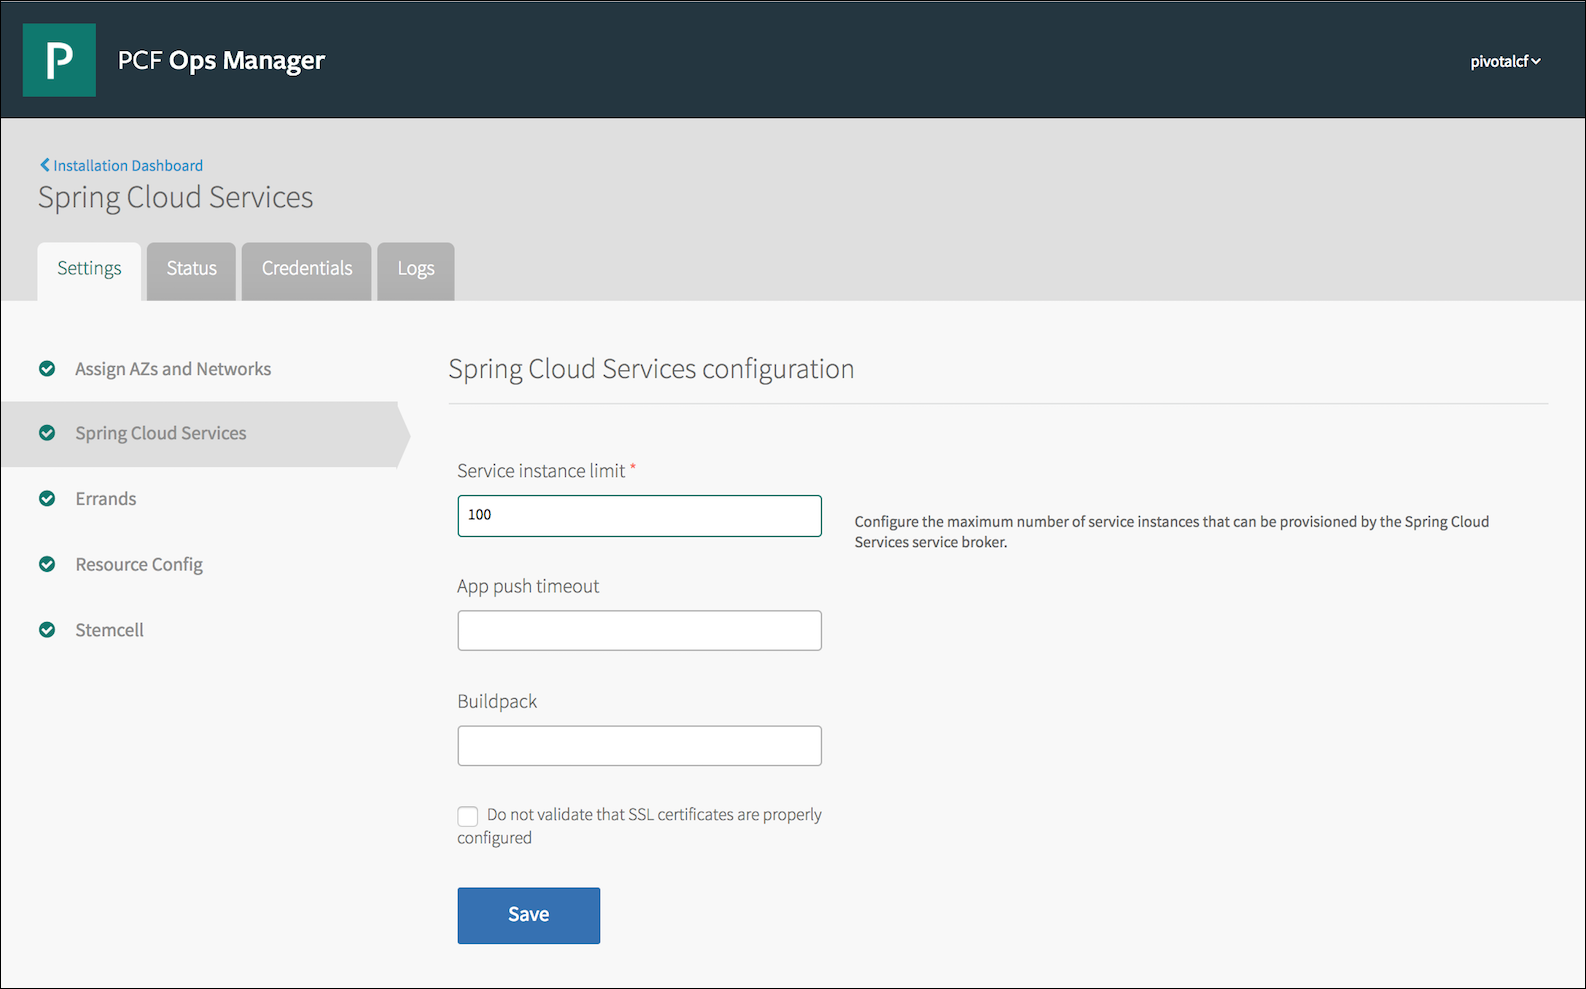 P
PCF Ops Manager
pivotalcf
Installation Dashboard
Spring Cloud Services
Settings
Status
Credentials
Logs
Assign AZs and Networks
Spring Cloud Services
Errands
Resource Config
Stemcell
Spring Cloud Services configuration
Service instance limit *
100
Configure the maximum number of service instances that can be provisioned by the Spring Cloud
Services service broker.
App push timeout
Buildpack
Do not validate that SSL certificates are properly
configured
Save